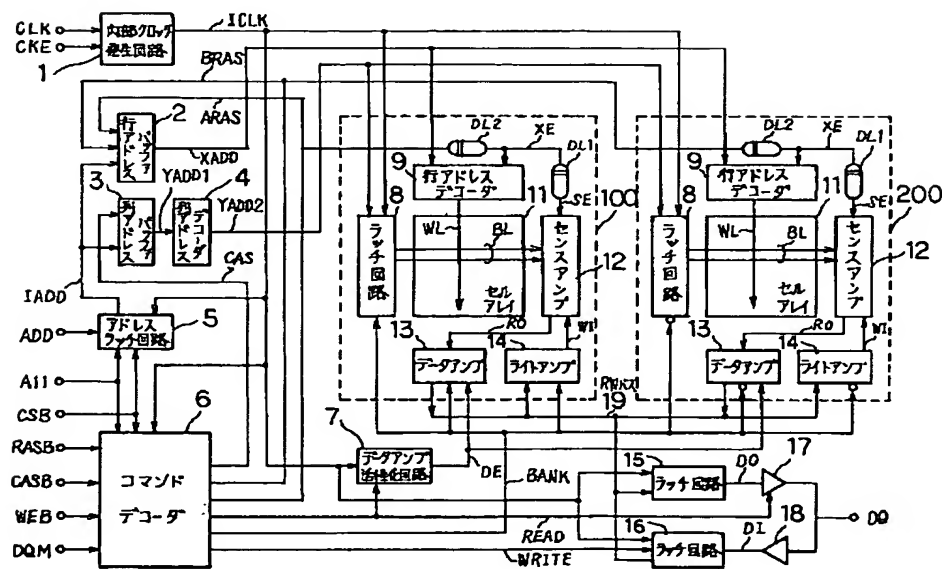 CLK
CKE
内部クロック
発生回路
1
ICLK
BRAS
ARAS
行アドレス
バッファ
2
XADD
3
YADD1
4
列アドレス
バッファ
列アドレス
デコーダ
YADD2
CAS
IADD
ADD
アドレス
ラッチ回路
5
A11
CSB
RASB
CASB
WEB
DQM
6
コマンド
デコーダ
7
データアンプ
活性化回路
DE
BANK
READ
WRITE
DL2
XE
DL1
9
行アドレス
デコーダ
SE
8
ラッチ回路
11
100
WL
BL
セル
アレイ
センスアンプ
12
RO
WI
13
データアンプ
14
ライトアンプ
DL2
XE
DL1
9
行アドレス
デコーダ
SE
8
ラッチ回路
11
200
WL
BL
セル
アレイ
センスアンプ
12
RO
WI
13
データアンプ
14
ライトアンプ
19
15
ラッチ回路
DO
17
16
ラッチ回路
DI
18
DQ